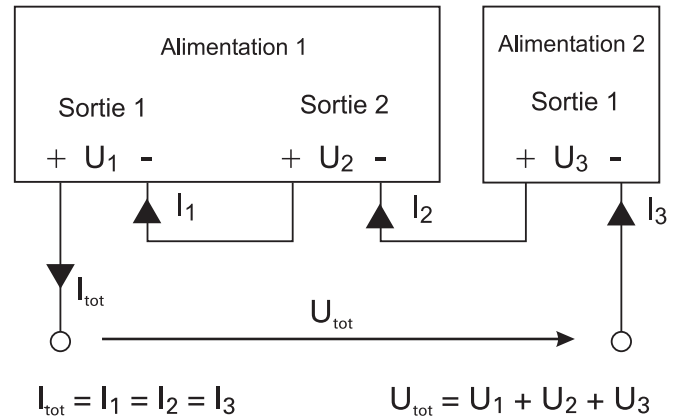 Alimentation 1
Alimentation 2
Sortie 1
Sortie 2
Sortie 1
+ U₁ -
+ U₂ -
+ U₃ -
I₁
I₂
I₃
Iₜₒₜ
Uₜₒₜ
Iₜₒₜ = I₁ = I₂ = I₃
Uₜₒₜ = U₁ + U₂ + U₃